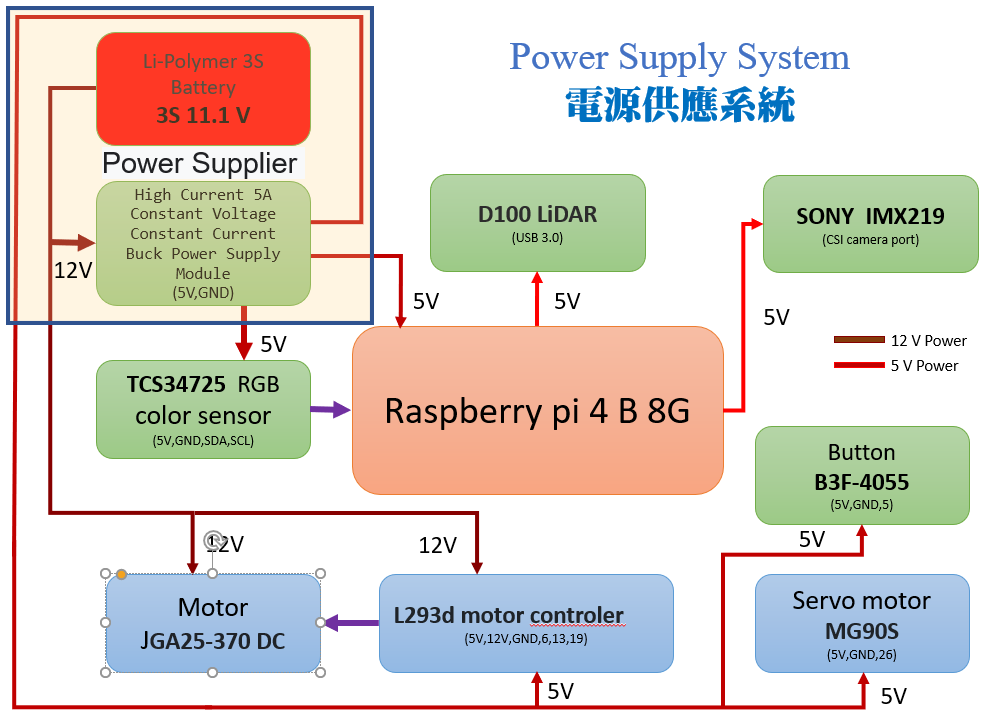 Power Supply System
電源供應系統
Li-Polymer 3S
Battery
3S 11.1 V
Power Supplier
High Current 5A
Constant Voltage
Constant Current
Buck Power Supply
Module
(5V,GND)
12V
5V
5V
D100 LiDAR
(USB 3.0)
5V
SONY IMX219
(CSI camera port)
5V
12 V Power
5 V Power
TCS34725 RGB
color sensor
(5V,GND,SDA,SCL)
Raspberry pi 4 B 8G
Button
B3F-4055
(5V,GND,5)
5V
12V
12V
Motor
JGA25-370 DC
L293d motor controler
(5V,12V,GND,6,13,19)
5V
Servo motor
MG90S
(5V,GND,26)
5V